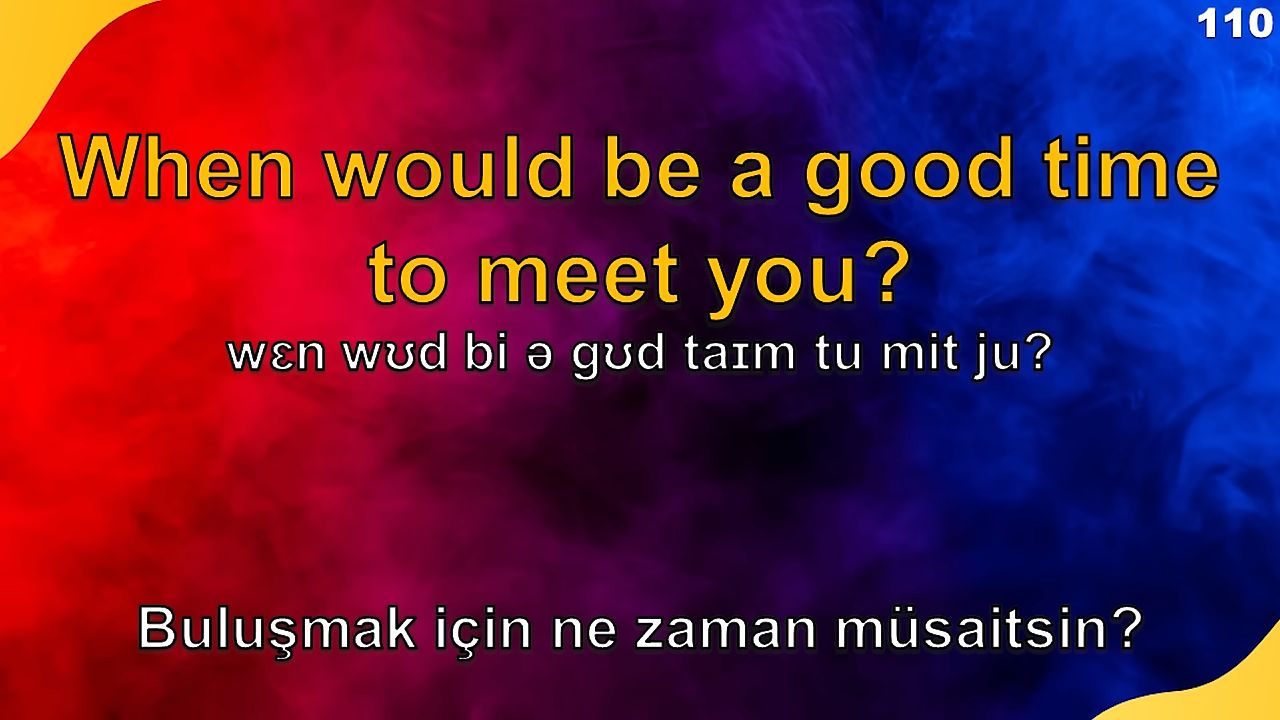 110
When would be a good time
to meet you?
wɛn wʊd bi ə gʊd taɪm tu mit ju?
Buluşmak için ne zaman müsaitsin?